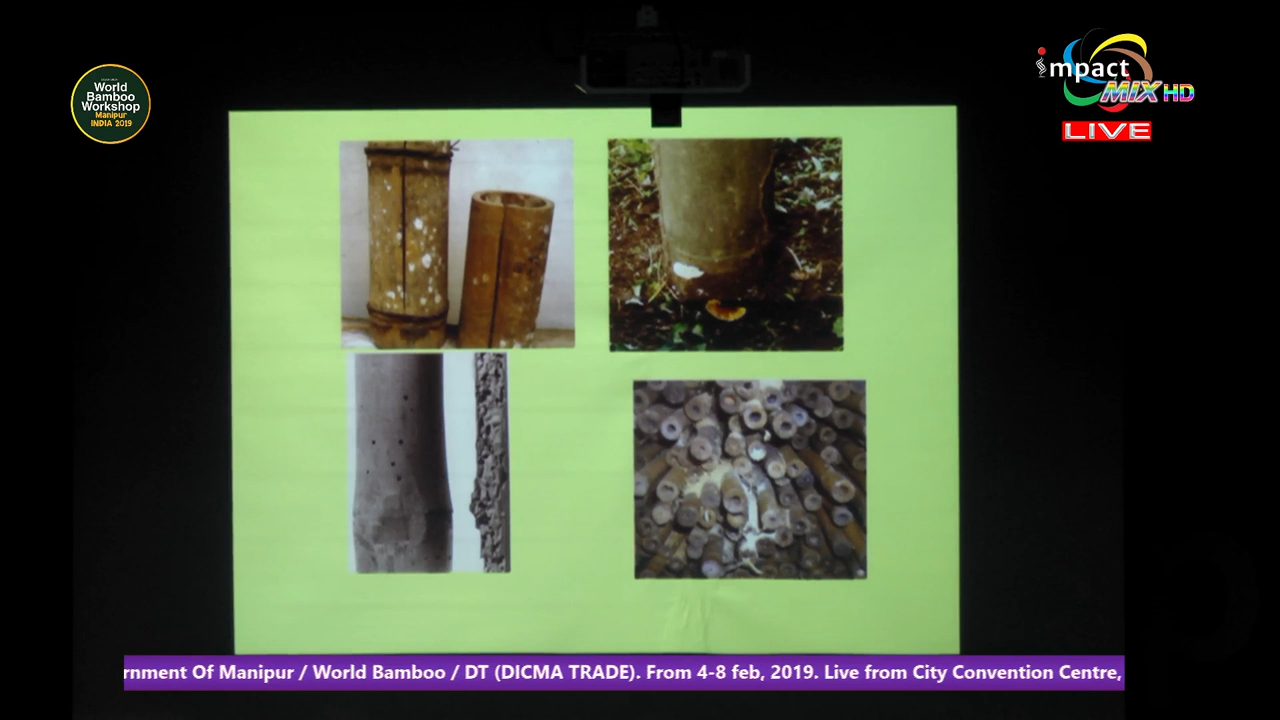 World
Bamboo
Workshop
Manipur
INDIA 2019
impact
MIX HD
LIVE
rnment Of Manipur / World Bamboo / DT (DICMA TRADE). From 4-8 feb, 2019. Live from City Convention Centre,